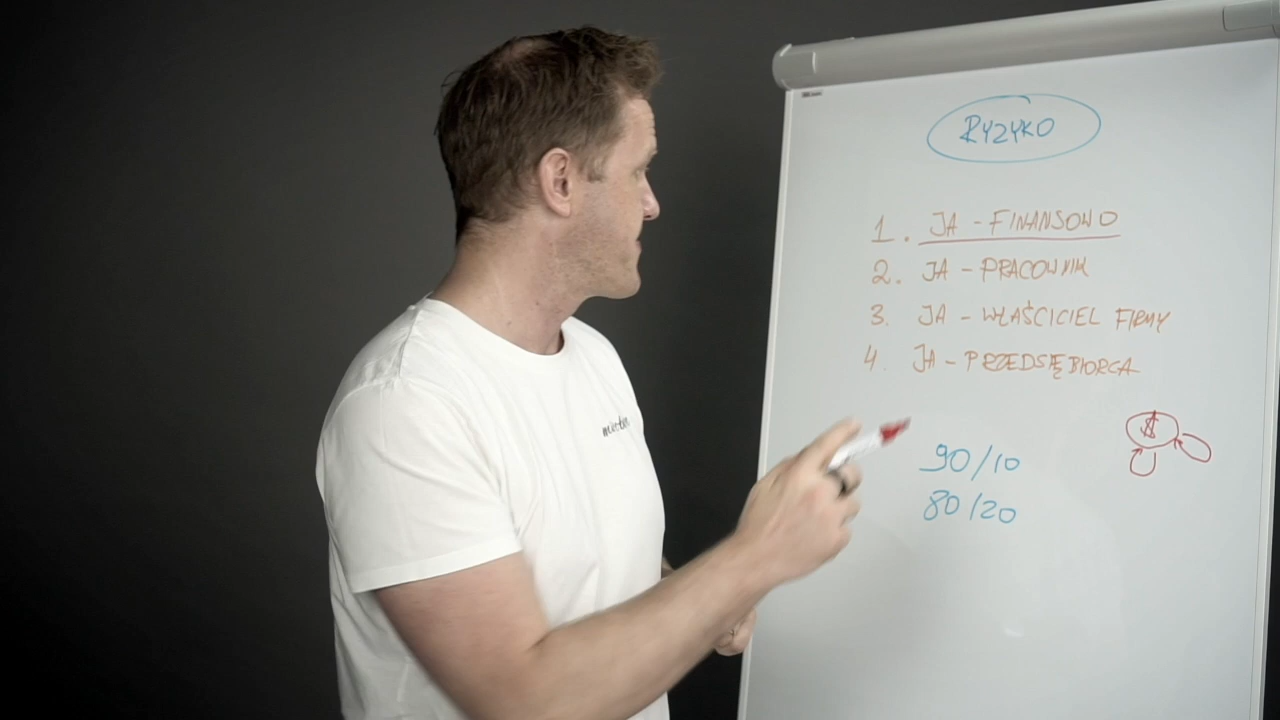 RYZYKO
1. JA - FINANSOWO
2. JA - PRACOWNIK
3. JA - WŁAŚCICIEL FIRMY
4. JA - PRZEDSIĘBIORCA
$
90/10
80/20